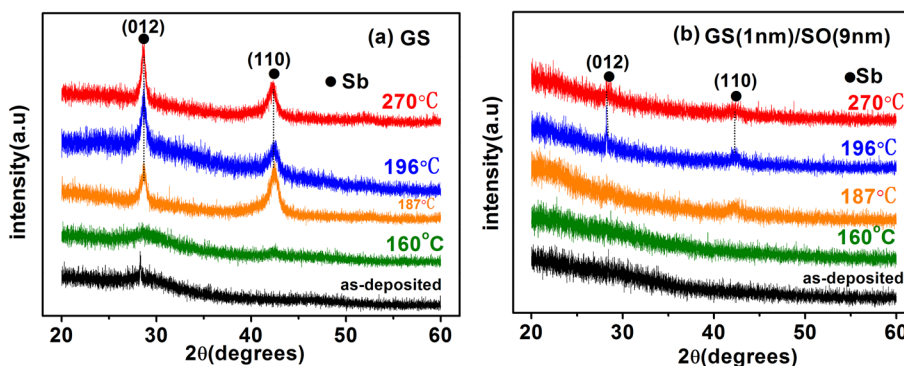 (012)
(a) GS
(110)
Sb
270°C
196°C
187°C
160°C
as-deposited
intensity(a.u)
20 30 40 50 60
2θ(degrees)
(b) GS(1nm)/SO(9nm)
(012)
(110)
Sb
270°C
196°C
187°C
160°C
as-deposited
intensity(a.u)
20 30 40 50 60
2θ(degrees)